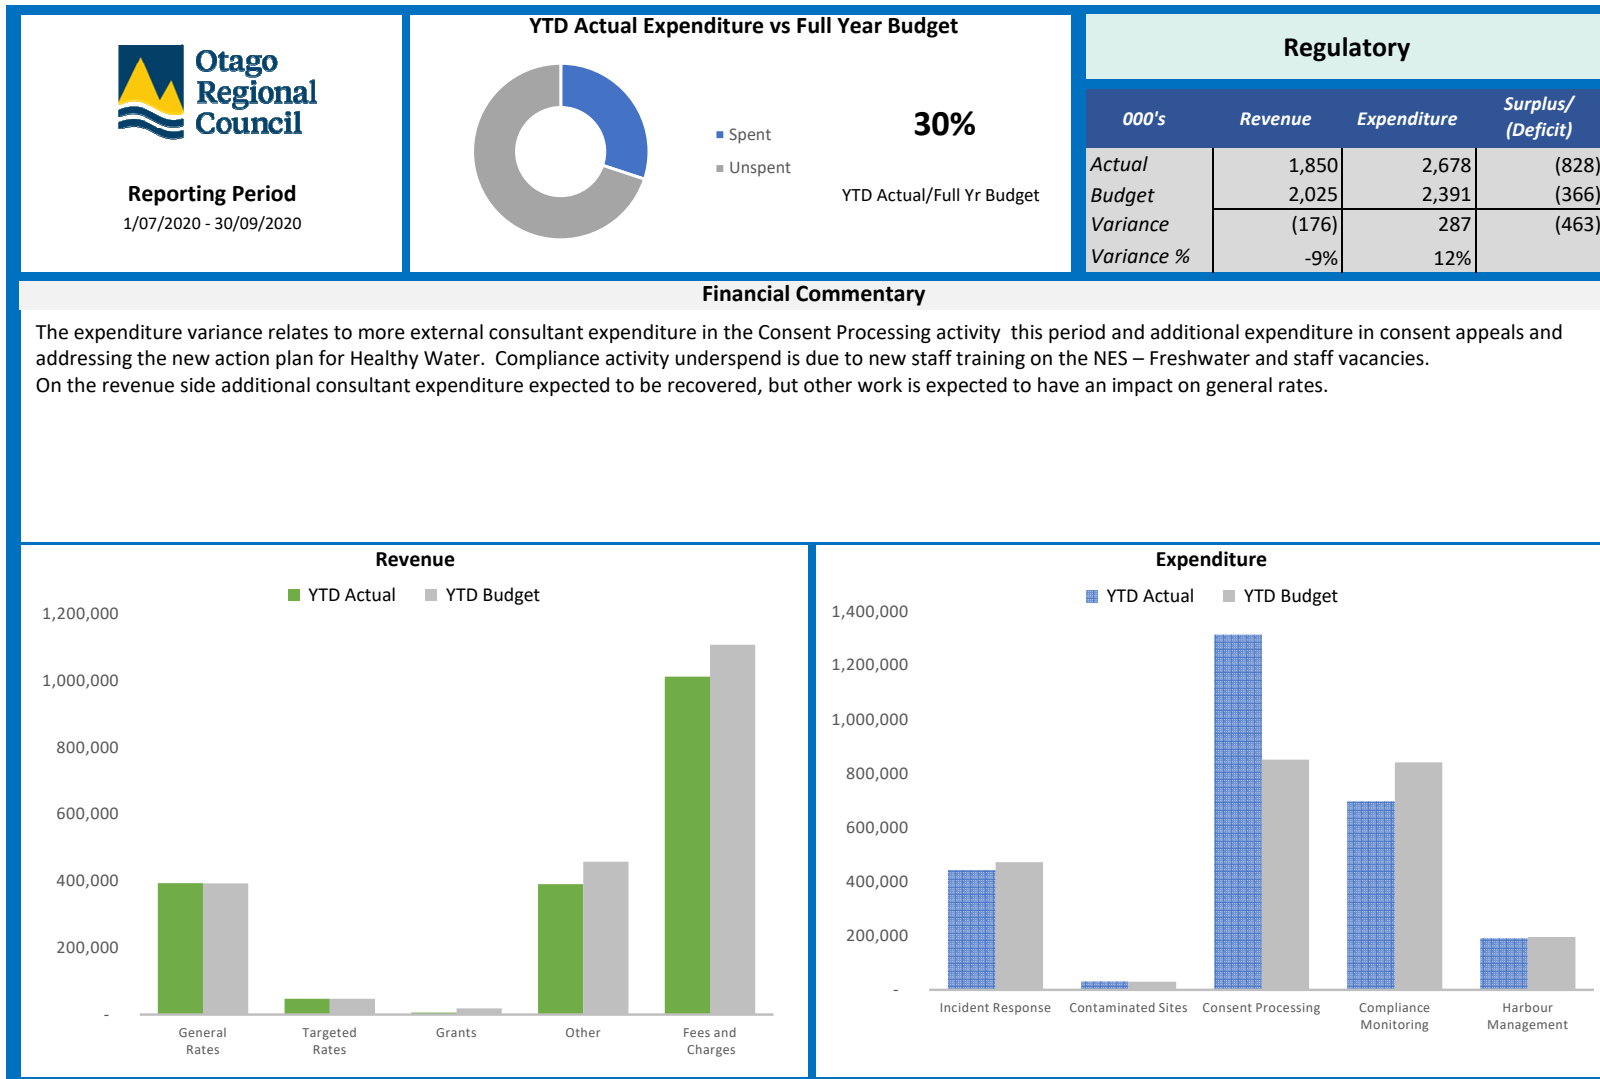 Otago
Regional
Council
Reporting Period
1/07/2020 - 30/09/2020
YTD Actual Expenditure vs Full Year Budget
Spent
Unspent
30%
YTD Actual/Full Yr Budget
Regulatory
000's Revenue Expenditure Surplus/ (Deficit)
Actual 1,850 2,678 (828)
Budget 2,025 2,391 (366)
Variance (176) 287 (463)
Variance % -9% 12%
Financial Commentary
The expenditure variance relates to more external consultant expenditure in the Consent Processing activity  this period and additional expenditure in consent appeals and
addressing the new action plan for Healthy Water.  Compliance activity underspend is due to new staff training on the NES – Freshwater and staff vacancies.
On the revenue side additional consultant expenditure expected to be recovered, but other work is expected to have an impact on general rates.
Revenue
YTD Actual YTD Budget
1,200,000
1,000,000
800,000
600,000
400,000
200,000
-
General
Rates
Targeted
Rates
Grants
Other
Fees and
Charges
Expenditure
YTD Actual YTD Budget
1,400,000
1,200,000
1,000,000
800,000
600,000
400,000
200,000
-
Incident Response
Contaminated Sites
Consent Processing
Compliance
Monitoring
Harbour
Management